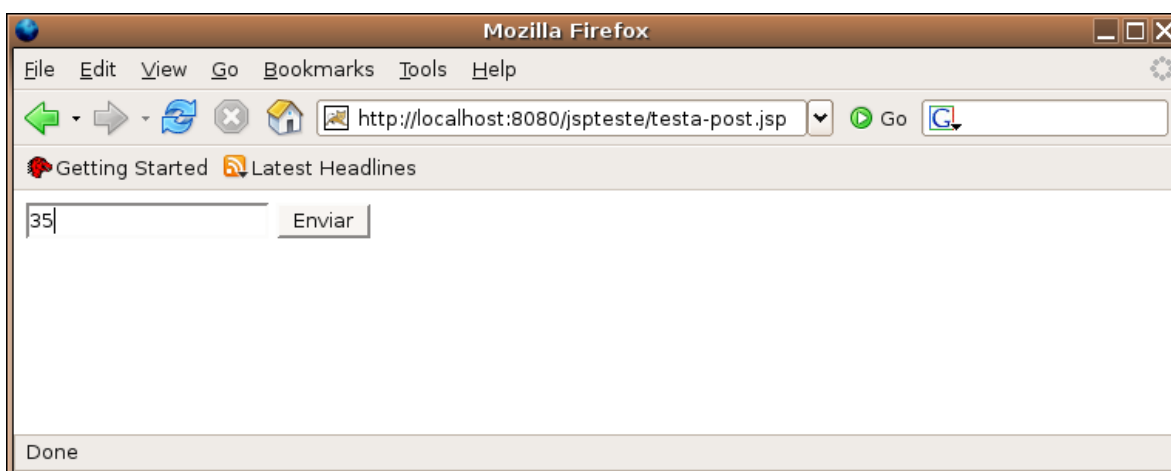 Mozilla Firefox
File Edit View Go Bookmarks Tools Help
http://localhost:8080/jspteste/testa-post.jsp Go G
Getting Started Latest Headlines
35 Enviar
Done